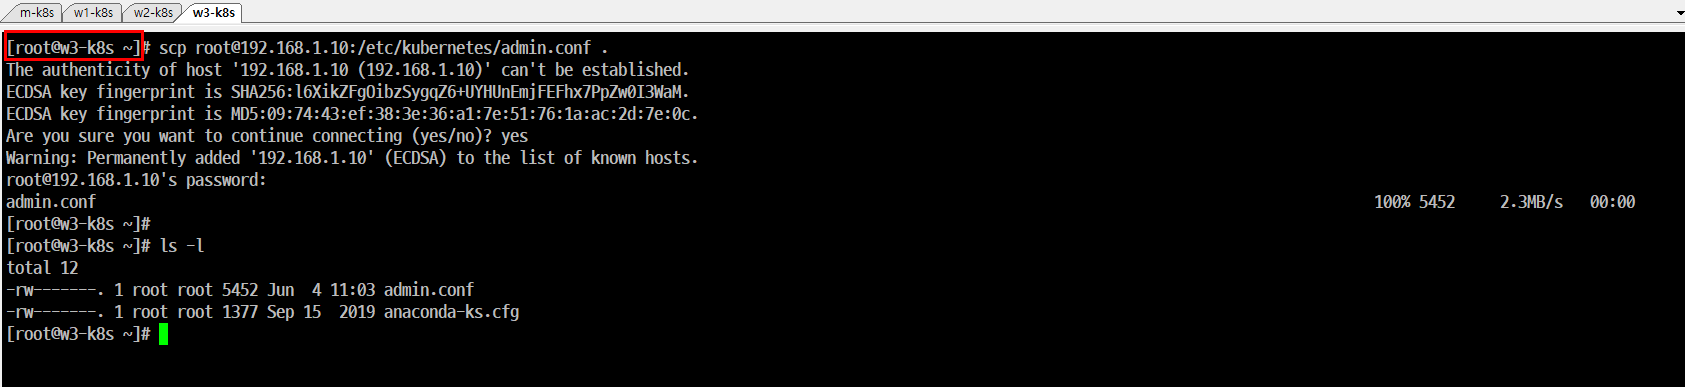 m-k8s w1-k8s w2-k8s w3-k8s
[root@w3-k8s ~]# scp root@192.168.1.10:/etc/kubernetes/admin.conf .
The authenticity of host '192.168.1.10 (192.168.1.10)' can't be established.
ECDSA key fingerprint is SHA256:l6XikZFgOibzSygqZ6+UYHUnEmjFEFhx7PpZw0I3WaM.
ECDSA key fingerprint is MD5:09:74:43:ef:38:3e:36:a1:7e:51:76:1a:ac:2d:7e:0c.
Are you sure you want to continue connecting (yes/no)? yes
Warning: Permanently added '192.168.1.10' (ECDSA) to the list of known hosts.
root@192.168.1.10's password:
admin.conf 100% 5452 2.3MB/s 00:00
[root@w3-k8s ~]#
[root@w3-k8s ~]# ls -l
total 12
-rw-------. 1 root root 5452 Jun  4 11:03 admin.conf
-rw-------. 1 root root 1377 Sep 15  2019 anaconda-ks.cfg
[root@w3-k8s ~]#